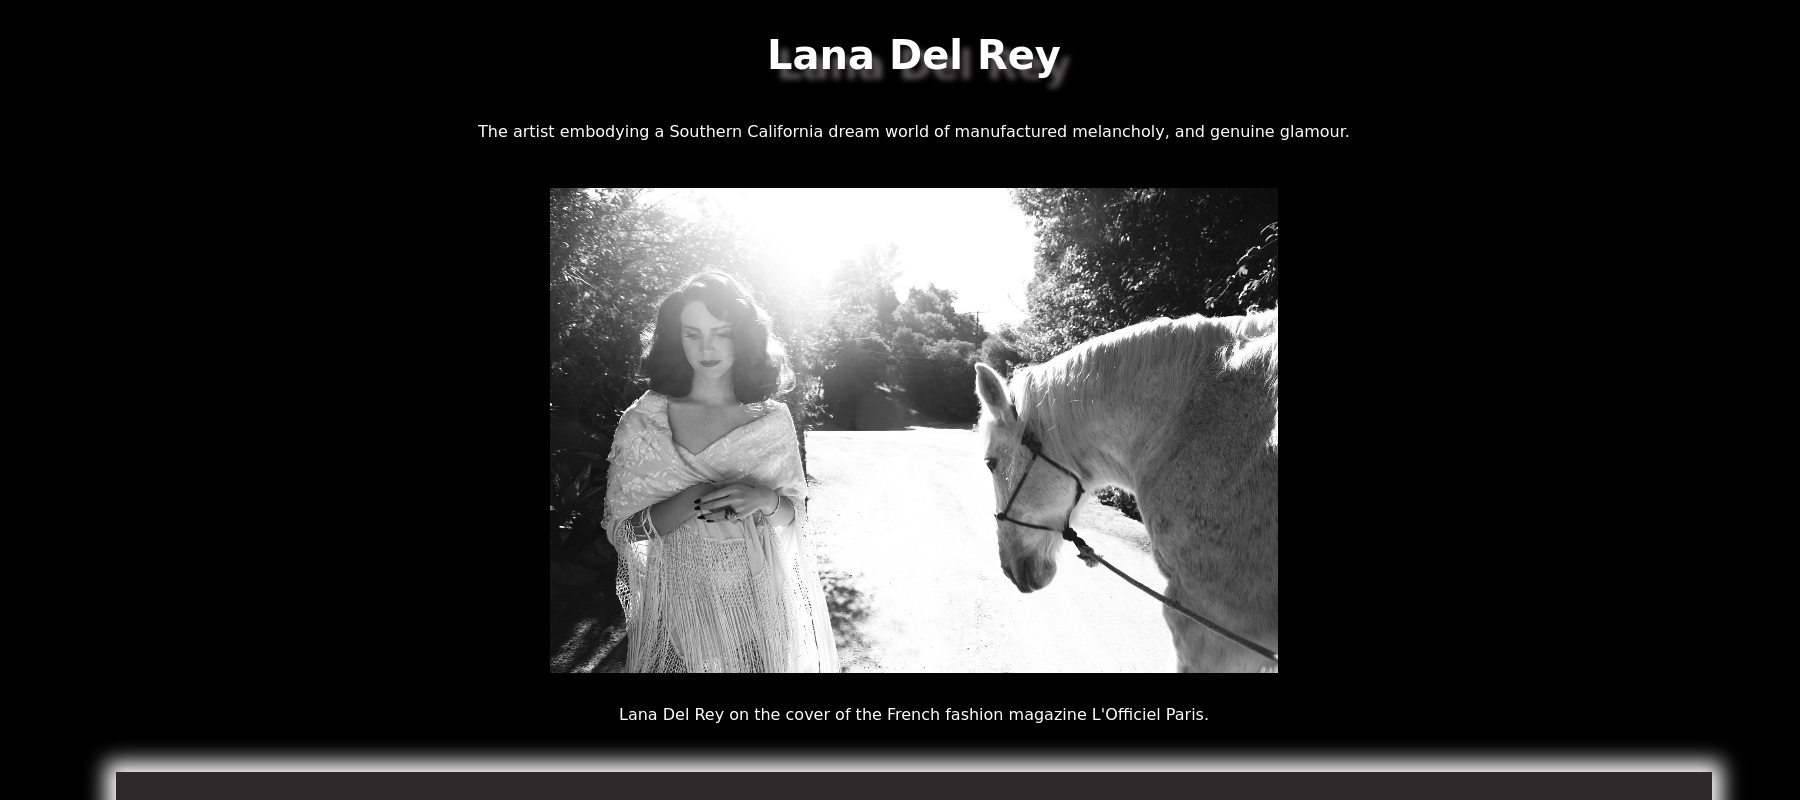 Lana Del Rey
The artist embodying a Southern California dream world of manufactured melancholy, and genuine glamour.
Lana Del Rey on the cover of the French fashion magazine L'Officiel Paris.